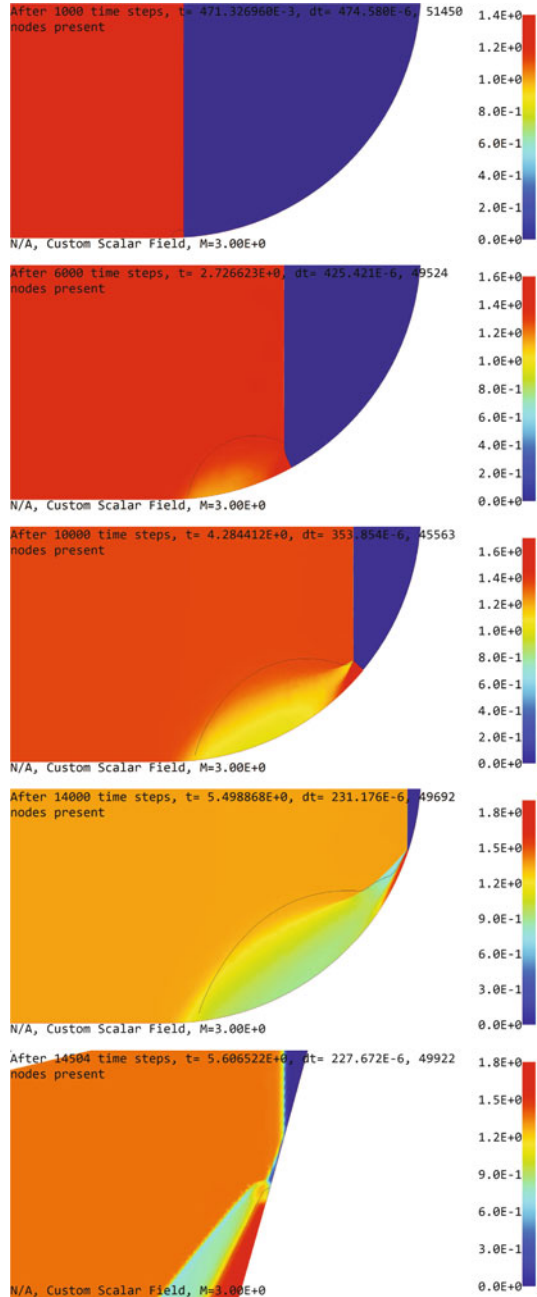 After 1000 time steps, t= 471.326960E-3, dt= 474.580E-6, 51450
nodes present
1.4E+0
1.2E+0
1.0E+0
8.0E-1
6.0E-1
4.0E-1
2.0E-1
0.0E+0
N/A, Custom Scalar Field, M=3.00E+0
After 6000 time steps, t= 2.726623E+0, dt= 425.421E-6, 49524
nodes present
1.6E+0
1.4E+0
1.2E+0
1.0E+0
8.0E-1
6.0E-1
4.0E-1
2.0E-1
0.0E+0
N/A, Custom Scalar Field, M=3.00E+0
After 10000 time steps, t= 4.284412E+0, dt= 353.854E-6, 45563
nodes present
1.6E+0
1.4E+0
1.2E+0
1.0E+0
8.0E-1
6.0E-1
4.0E-1
2.0E-1
0.0E+0
N/A, Custom Scalar Field, M=3.00E+0
After 14000 time steps, t= 5.498868E+0, dt= 231.176E-6, 49692
nodes present
1.8E+0
1.5E+0
1.2E+0
9.0E-1
6.0E-1
3.0E-1
0.0E+0
N/A, Custom Scalar Field, M=3.00E+0
After 14504 time steps, t= 5.606522E+0, dt= 227.672E-6, 49922
nodes present
1.8E+0
1.5E+0
1.2E+0
9.0E-1
6.0E-1
3.0E-1
0.0E+0
N/A, Custom Scalar Field, M=3.00E+0